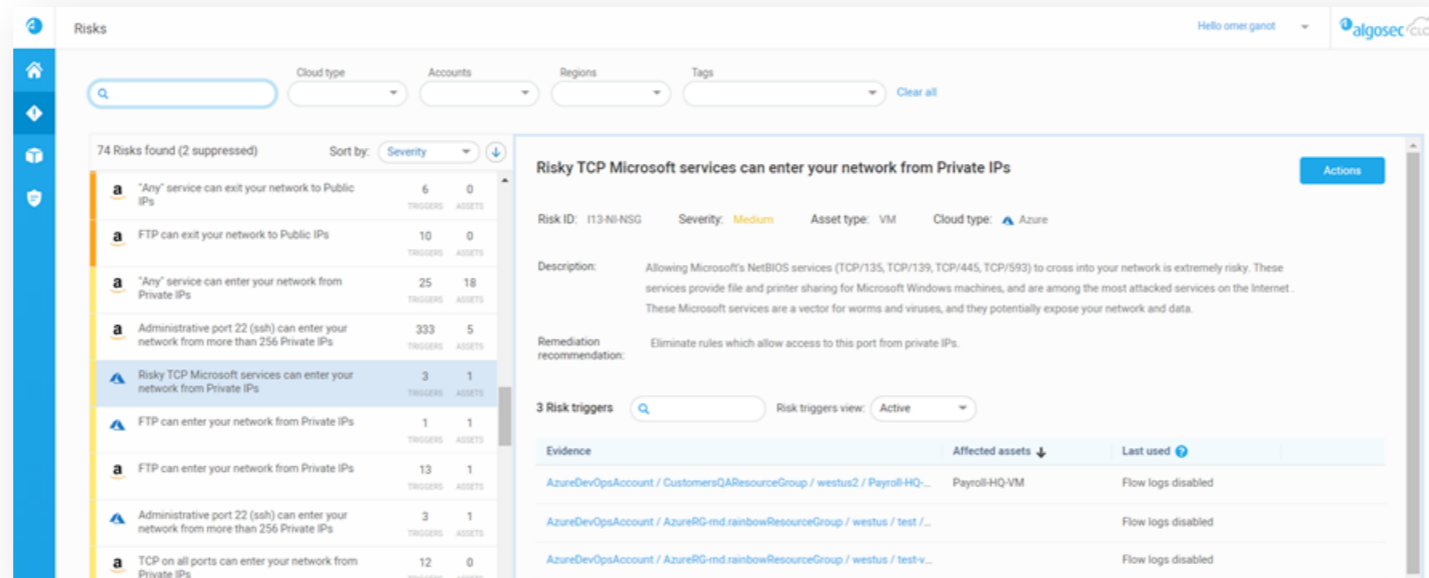 Risks
Hello omer.ganot
algosec CLO
Cloud type
Accounts
Regions
Tags
Clear all
74 Risks found (2 suppressed)
Sort by:
Severity
a "Any" service can exit your network to Public
IPs
6 0
TRIGGERS ASSETS
a FTP can exit your network to Public IPs
10 0
TRIGGERS ASSETS
a "Any" service can enter your network from
Private IPs
25 18
TRIGGERS ASSETS
a Administrative port 22 (ssh) can enter your
network from more than 256 Private IPs
333 5
TRIGGERS ASSETS
Risky TCP Microsoft services can enter your
network from Private IPs
3 1
TRIGGERS ASSETS
FTP can enter your network from Private IPs
1 1
TRIGGERS ASSETS
a FTP can enter your network from Private IPs
13 1
TRIGGERS ASSETS
Administrative port 22 (ssh) can enter your
network from more than 256 Private IPs
3 1
TRIGGERS ASSETS
a TCP on all ports can enter your network from
Private IPs
12 0
TRIGGERS ASSETS
Risky TCP Microsoft services can enter your network from Private IPs
Actions
Risk ID: I13-NI-NSG Severity: Medium Asset type: VM Cloud type: Azure
Description:
Allowing Microsoft's NetBIOS services (TCP/135, TCP/139, TCP/445, TCP/593) to cross into your network is extremely risky. These
services provide file and printer sharing for Microsoft Windows machines, and are among the most attacked services on the Internet .
These Microsoft services are a vector for worms and viruses, and they potentially expose your network and data.
Remediation
recommendation:
Eliminate rules which allow access to this port from private IPs.
3 Risk triggers
Risk triggers view: Active
Evidence Affected assets Last used ?
AzureDevOpsAccount / CustomersQAResourceGroup / westus2 / Payroll-HQ-... Payroll-HQ-VM Flow logs disabled
AzureDevOpsAccount / AzureRG-rnd.rainbowResourceGroup / westus / test /... Flow logs disabled
AzureDevOpsAccount / AzureRG-rnd.rainbowResourceGroup / westus / test-v... Flow logs disabled